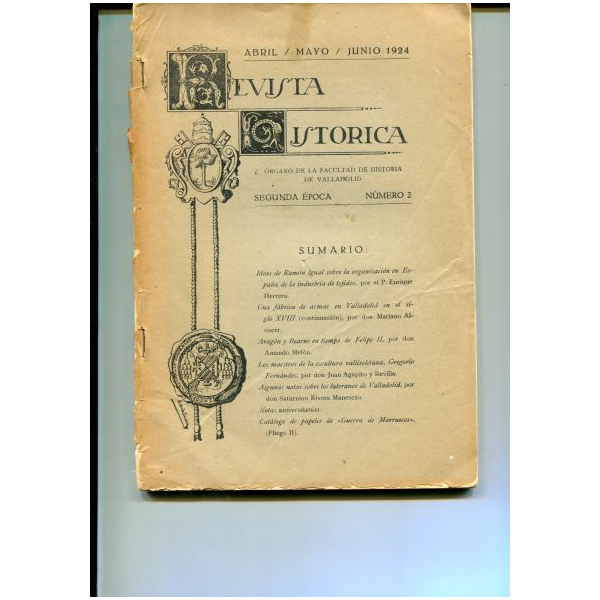 ABRIL / MAYO / JUNIO 1924
REVISTA
HISTORICA
ÓRGANO DE LA FACULTAD DE HISTORIA
DE VALLADOLID
SEGUNDA ÉPOCA NÚMERO 2
SUMARIO:
Ideas de Ramón Igual sobre la organización en Es-
paña de la industria de tejidos, por el P. Enrique
Herrera.
Una fábrica de armas en Valladolid en el si-
glo XVIII (continuación), por don Mariano Al-
cocer.
Aragón y Bearne en tiempo de Felipe II, por don
Amando Melón.
Los maestros de la escultura vallisoletana, Gregorio
Fernández, por don Juan Agapito y Revilla.
Algunas notas sobre los luteranos de Valladolid, por
don Saturnino Rivera Manescau.
Notas universitarias.
Catálogo de papeles de «Guerra de Marruecos».
(Pliego II).